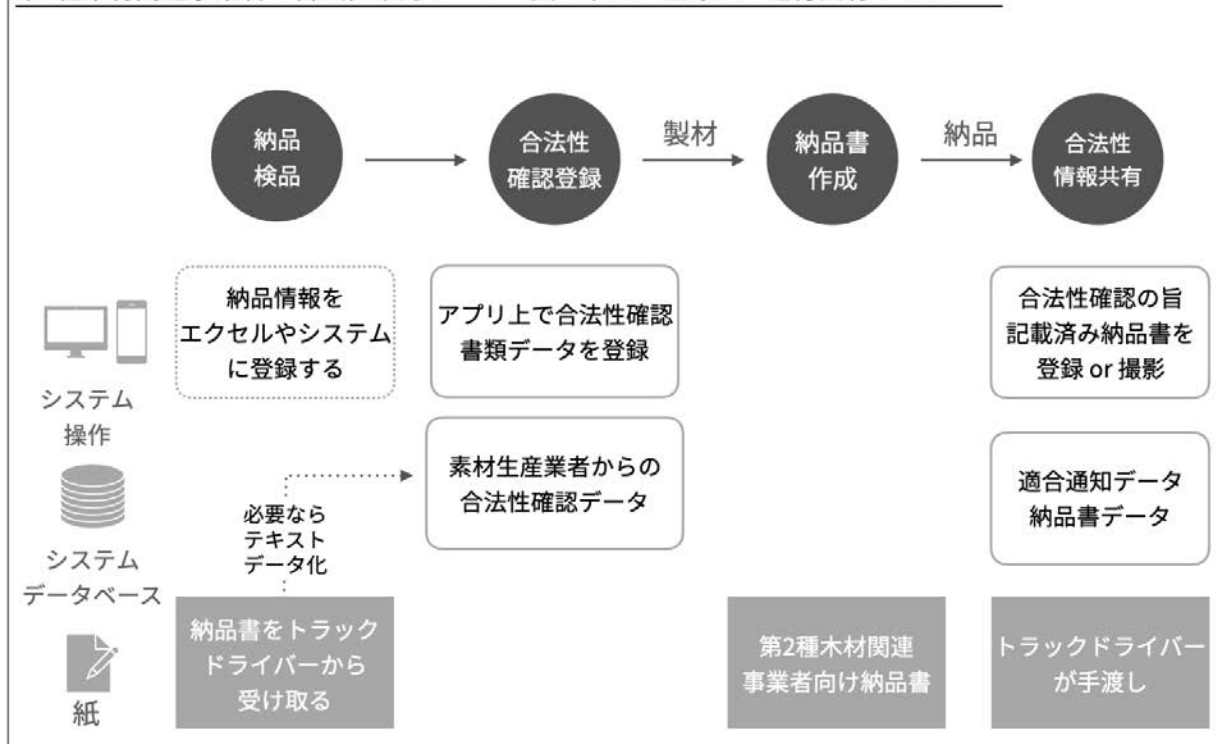 納品
検品
合法性
確認登録
製材
納品書
作成
納品
合法性
情報共有
システム
操作
納品情報を
エクセルやシステム
に登録する
アプリ上で合法性確認
書類データを登録
合法性確認の旨
記載済み納品書を
登録 or 撮影
システム
データベース
必要なら
テキスト
データ化
素材生産業者からの
合法性確認データ
適合通知データ
納品書データ
紙
納品書をトラック
ドライバーから
受け取る
第2種木材関連
事業者向け納品書
トラックドライバー
が手渡し